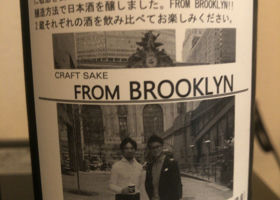 醸造方法で日本酒を醸しました。FROM BROOKLYN!!
2蔵それぞれの酒を飲み比べてお楽しみください。
CRAFT SAKE
FROM BROOKLYN